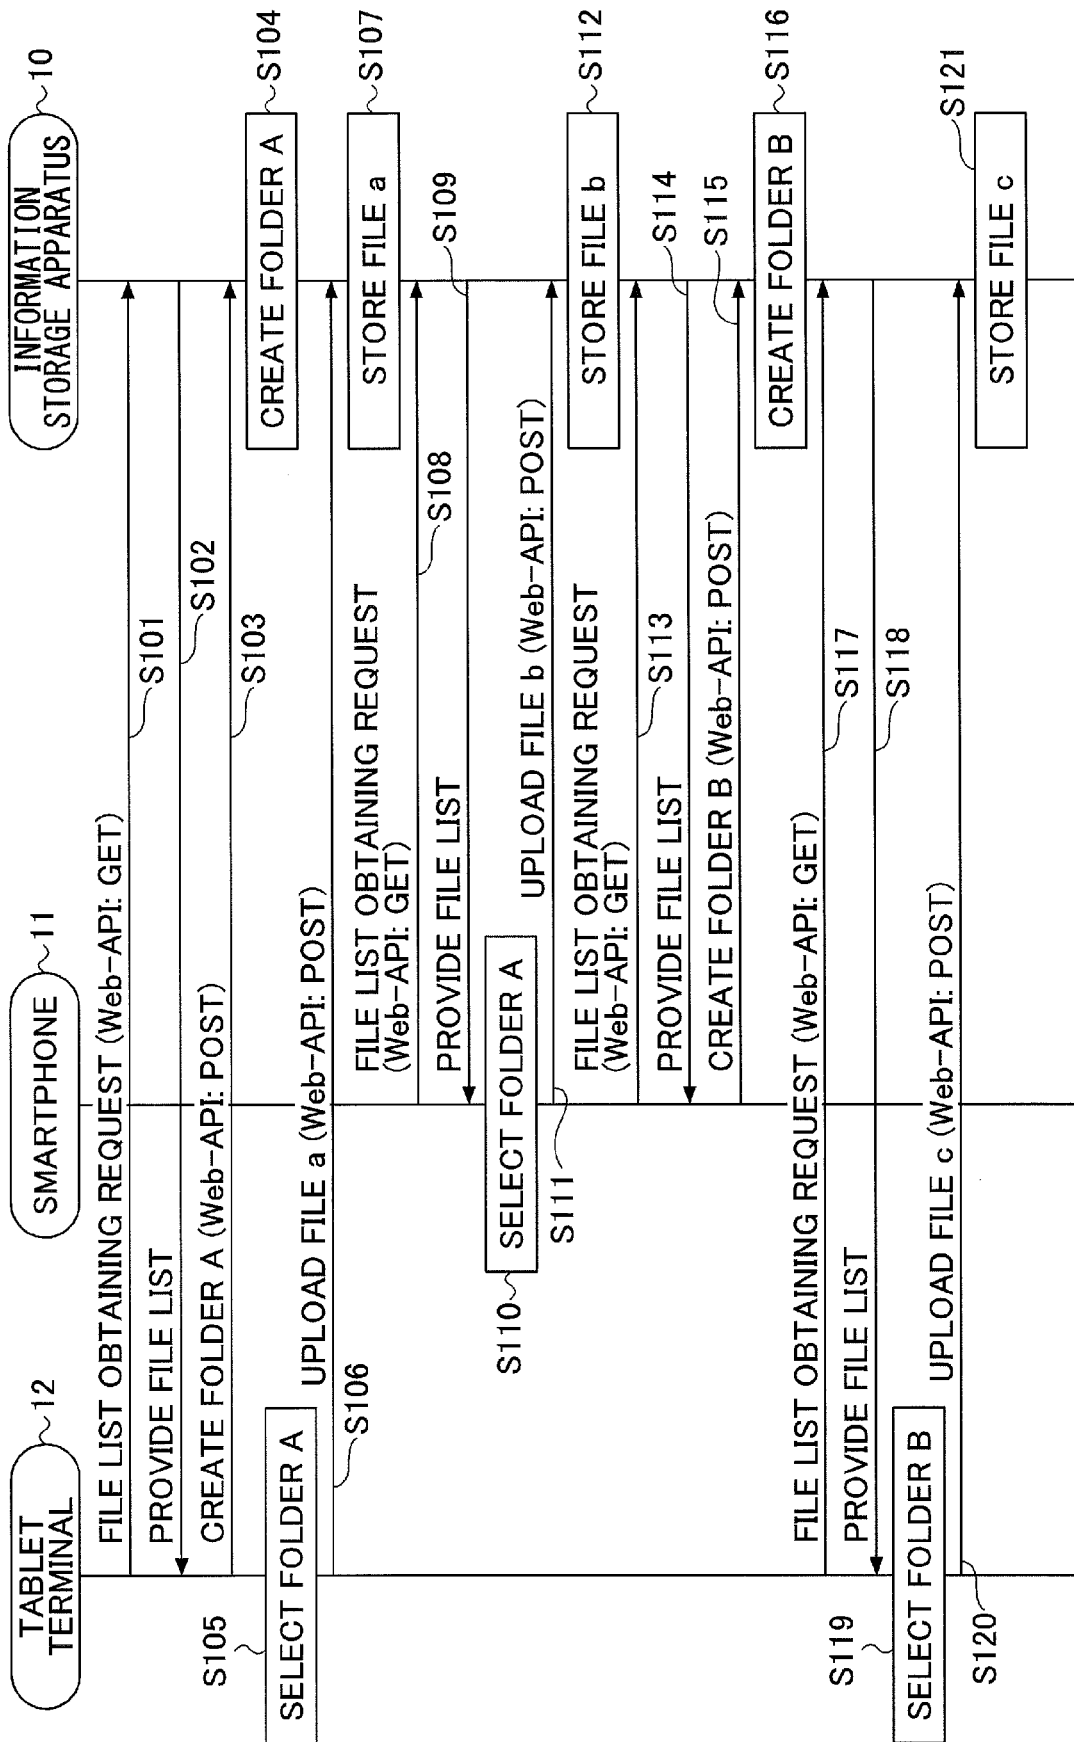 TABLET
TERMINAL
12
SMARTPHONE
11
INFORMATION
STORAGE APPARATUS
10
FILE LIST OBTAINING REQUEST (Web-API: GET)
S101
PROVIDE FILE LIST
S102
CREATE FOLDER A (Web-API: POST)
S103
CREATE FOLDER A
S104
S105
SELECT FOLDER A
UPLOAD FILE a (Web-API: POST)
S106
STORE FILE a
S107
FILE LIST OBTAINING REQUEST
(Web-API: GET)
S108
PROVIDE FILE LIST
S109
SELECT FOLDER A
S110
UPLOAD FILE b (Web-API: POST)
S111
STORE FILE b
S112
FILE LIST OBTAINING REQUEST
(Web-API: GET)
S113
PROVIDE FILE LIST
S114
CREATE FOLDER B (Web-API: POST)
S115
CREATE FOLDER B
S116
FILE LIST OBTAINING REQUEST (Web-API: GET)
S117
PROVIDE FILE LIST
S118
S119
SELECT FOLDER B
UPLOAD FILE c (Web-API: POST)
S120
STORE FILE c
S121